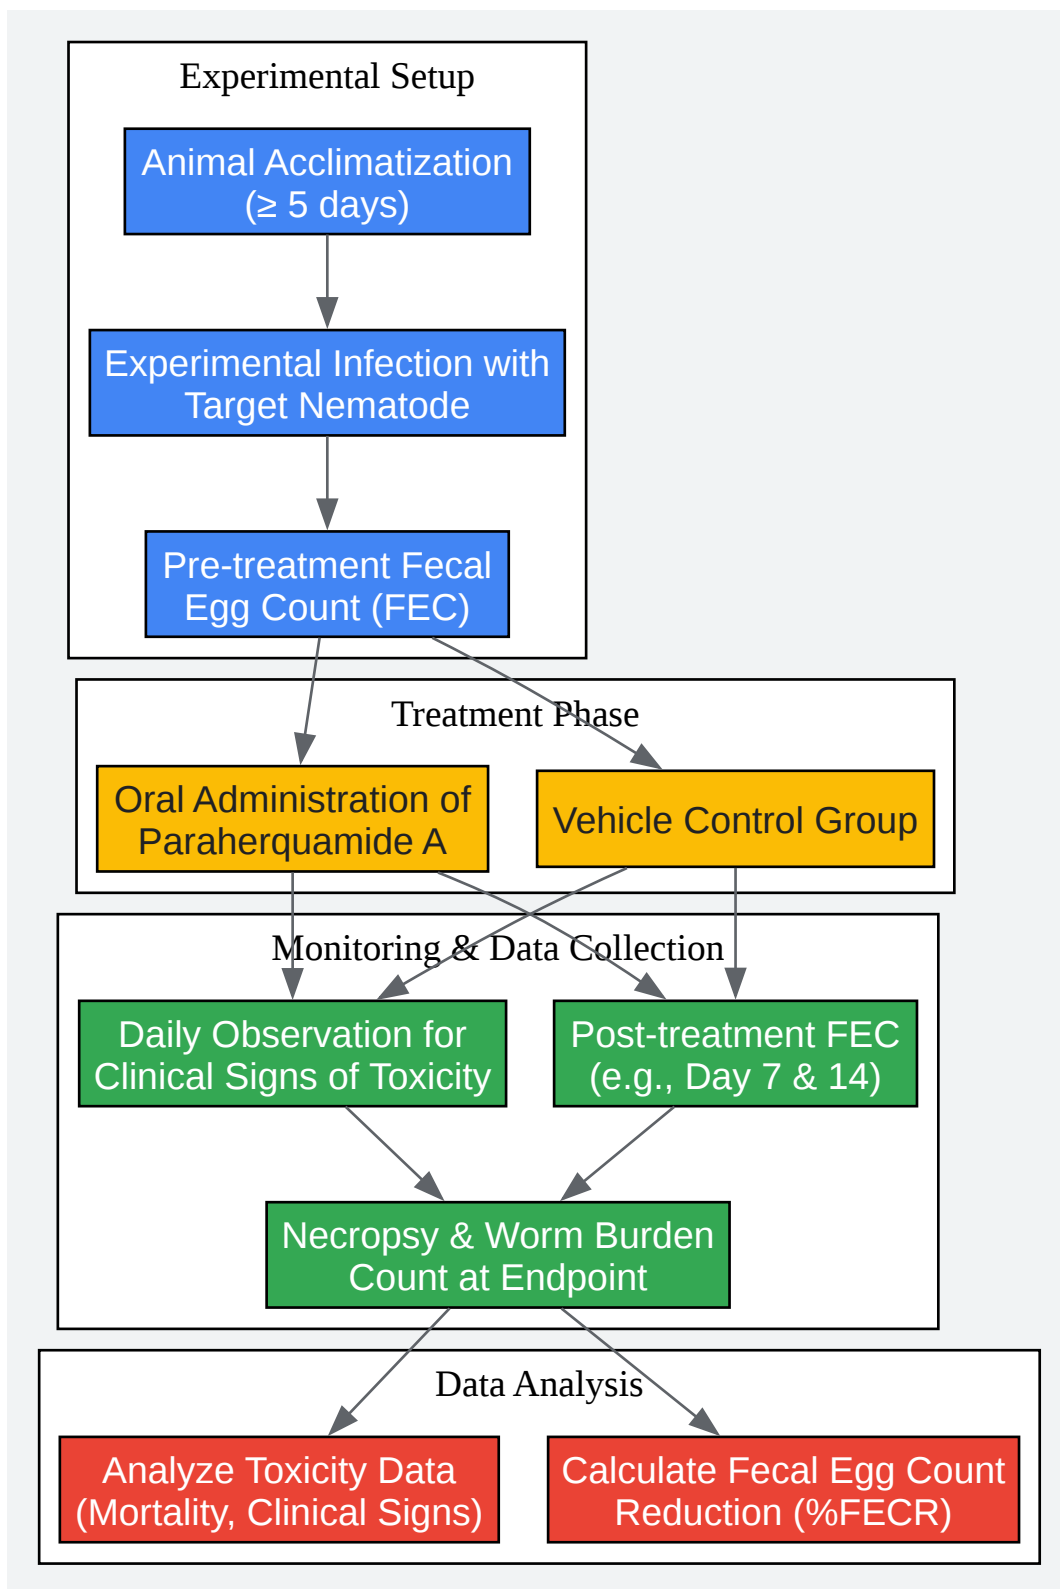 Experimental Setup
Animal Acclimatization
(≥ 5 days)
Experimental Infection with
Target Nematode
Pre-treatment Fecal
Egg Count (FEC)
Treatment Phase
Oral Administration of
Paraherquamide A
Vehicle Control Group
Monitoring & Data Collection
Daily Observation for
Clinical Signs of Toxicity
Post-treatment FEC
(e.g., Day 7 & 14)
Necropsy & Worm Burden
Count at Endpoint
Data Analysis
Analyze Toxicity Data
(Mortality, Clinical Signs)
Calculate Fecal Egg Count
Reduction (%FECR)